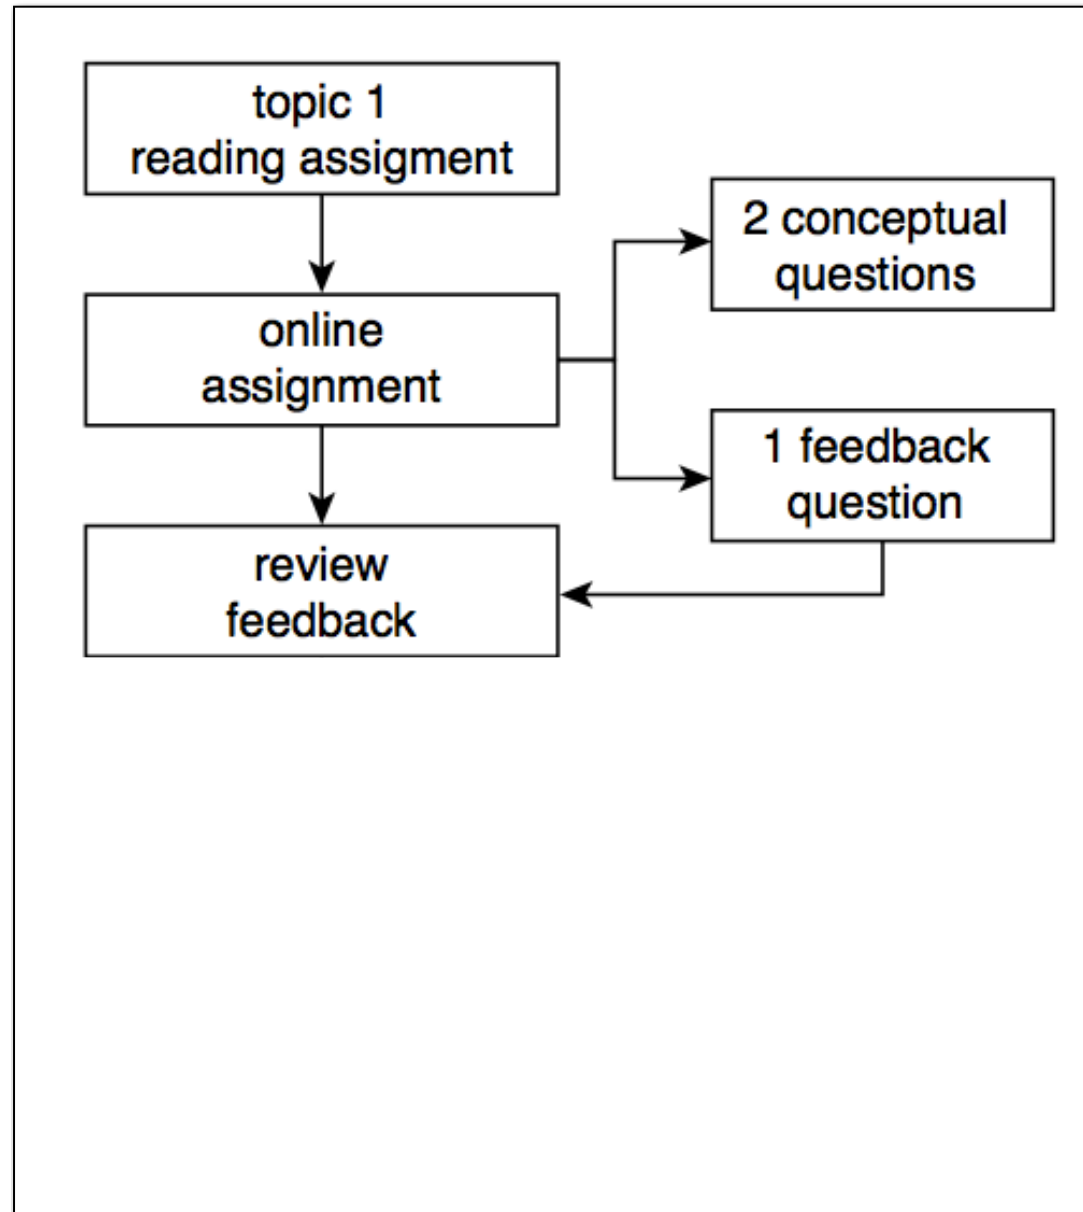 topic 1
reading assigment
online
assignment
review
feedback
2 conceptual
questions
1 feedback
question